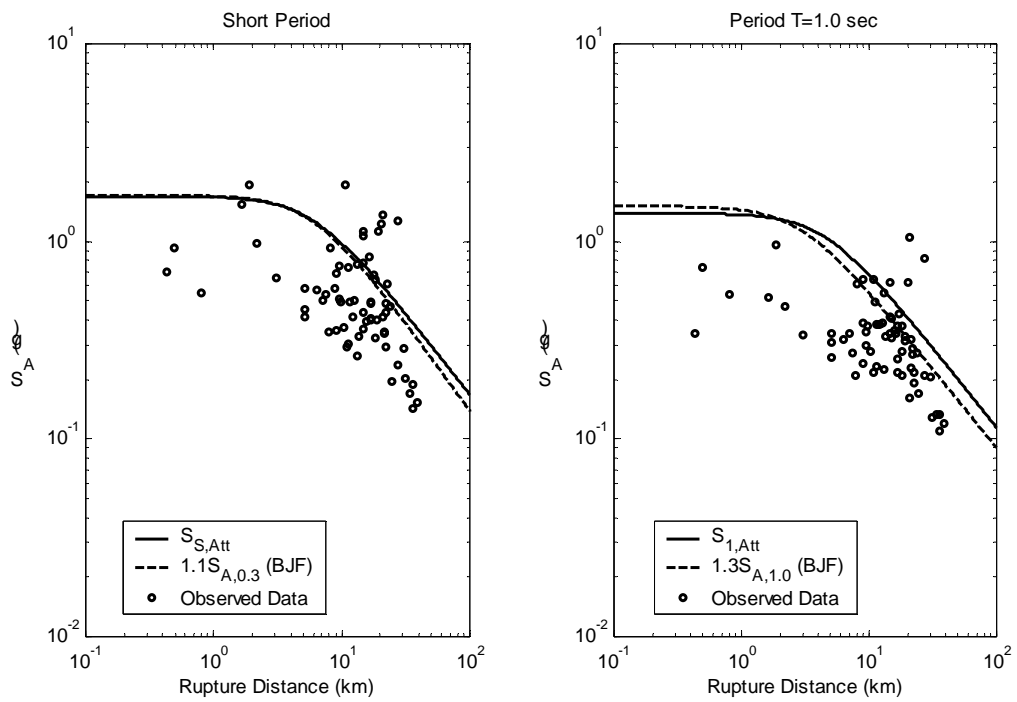 Short Period
10^1
10^0
10^-1
10^-2
S_A (g)
10^-1
10^0
10^1
10^2
Rupture Distance (km)
S_S,Att
1.1S_A,0.3 (BJF)
Observed Data
Period T=1.0 sec
10^1
10^0
10^-1
10^-2
S_A (g)
10^-1
10^0
10^1
10^2
Rupture Distance (km)
S_1,Att
1.3S_A,1.0 (BJF)
Observed Data